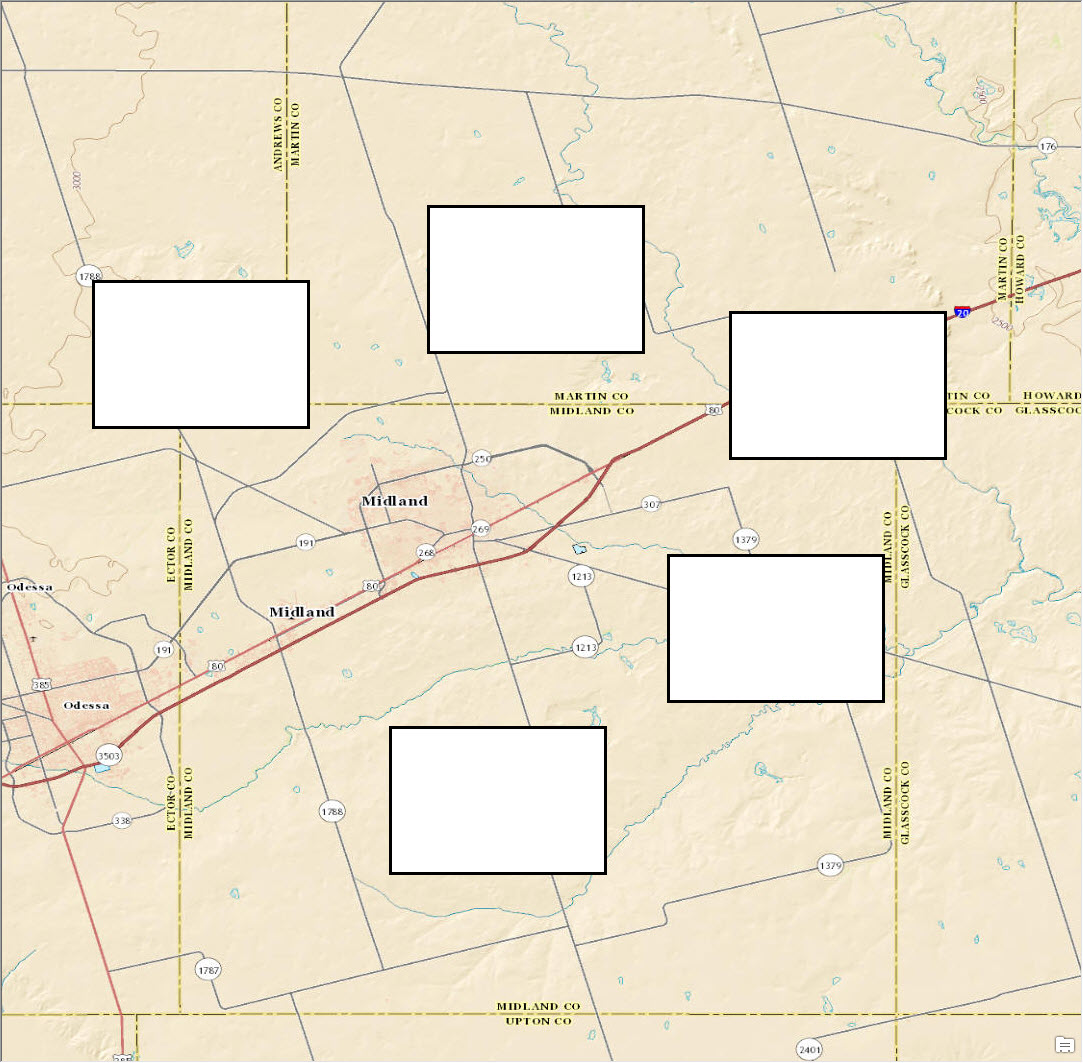 ANDREWS CO
MARTIN CO
3000
2500
176
MARTIN CO
HOWARD CO
1788
20
2500
MARTIN CO
MIDLAND CO
80
TIN CO
COCK CO
HOWARD
GLASSCOC
250
Midland
307
269
191
268
1379
ECTOR CO
MIDLAND CO
MIDLAND CO
GLASSCOCK CO
80
1213
Odessa
Midland
191
1213
80
385
Odessa
3503
338
ECTOR CO
MIDLAND CO
1788
MIDLAND CO
GLASSCOCK CO
1379
1787
MIDLAND CO
UPTON CO
2401
385